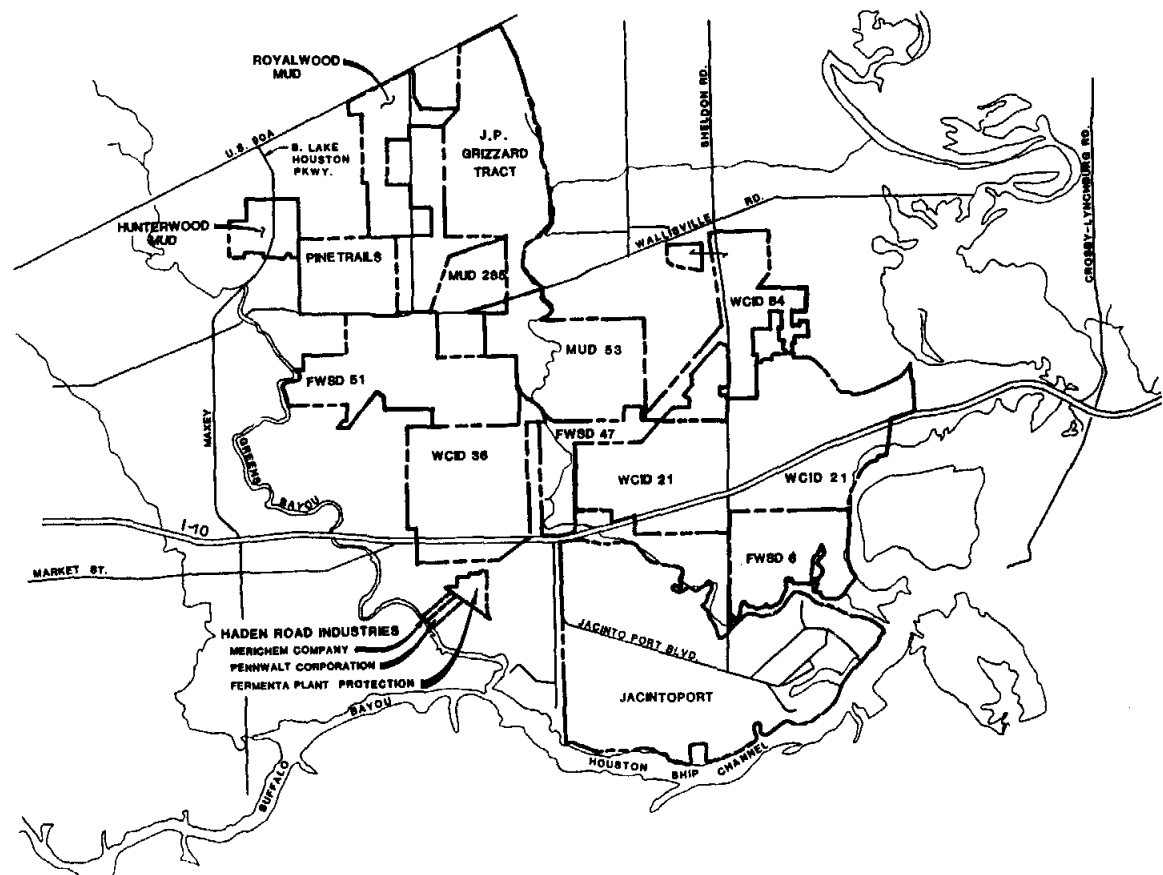 ROYALWOOD
MUD
U.S. 90A
S. LAKE
HOUSTON
PKWY.
J.P.
GRIZZARD
TRACT
SHELDON RD.
CROSBY-LYNCHBURG RD.
HUNTERWOOD
MUD
PINETRAILS
MUD 285
WALLISVILLE RD.
WCID 84
MUD 53
FWSD 51
MAXEY
GREENS BAYOU
FWSD 47
WCID 36
WCID 21
WCID 21
I-10
MARKET ST.
FWSD 6
HADEN ROAD INDUSTRIES
MERICHEM COMPANY
PENNWALT CORPORATION
FERMENTA PLANT PROTECTION
JACINTO PORT BLVD.
JACINTOPORT
BUFFALO BAYOU
HOUSTON SHIP CHANNEL